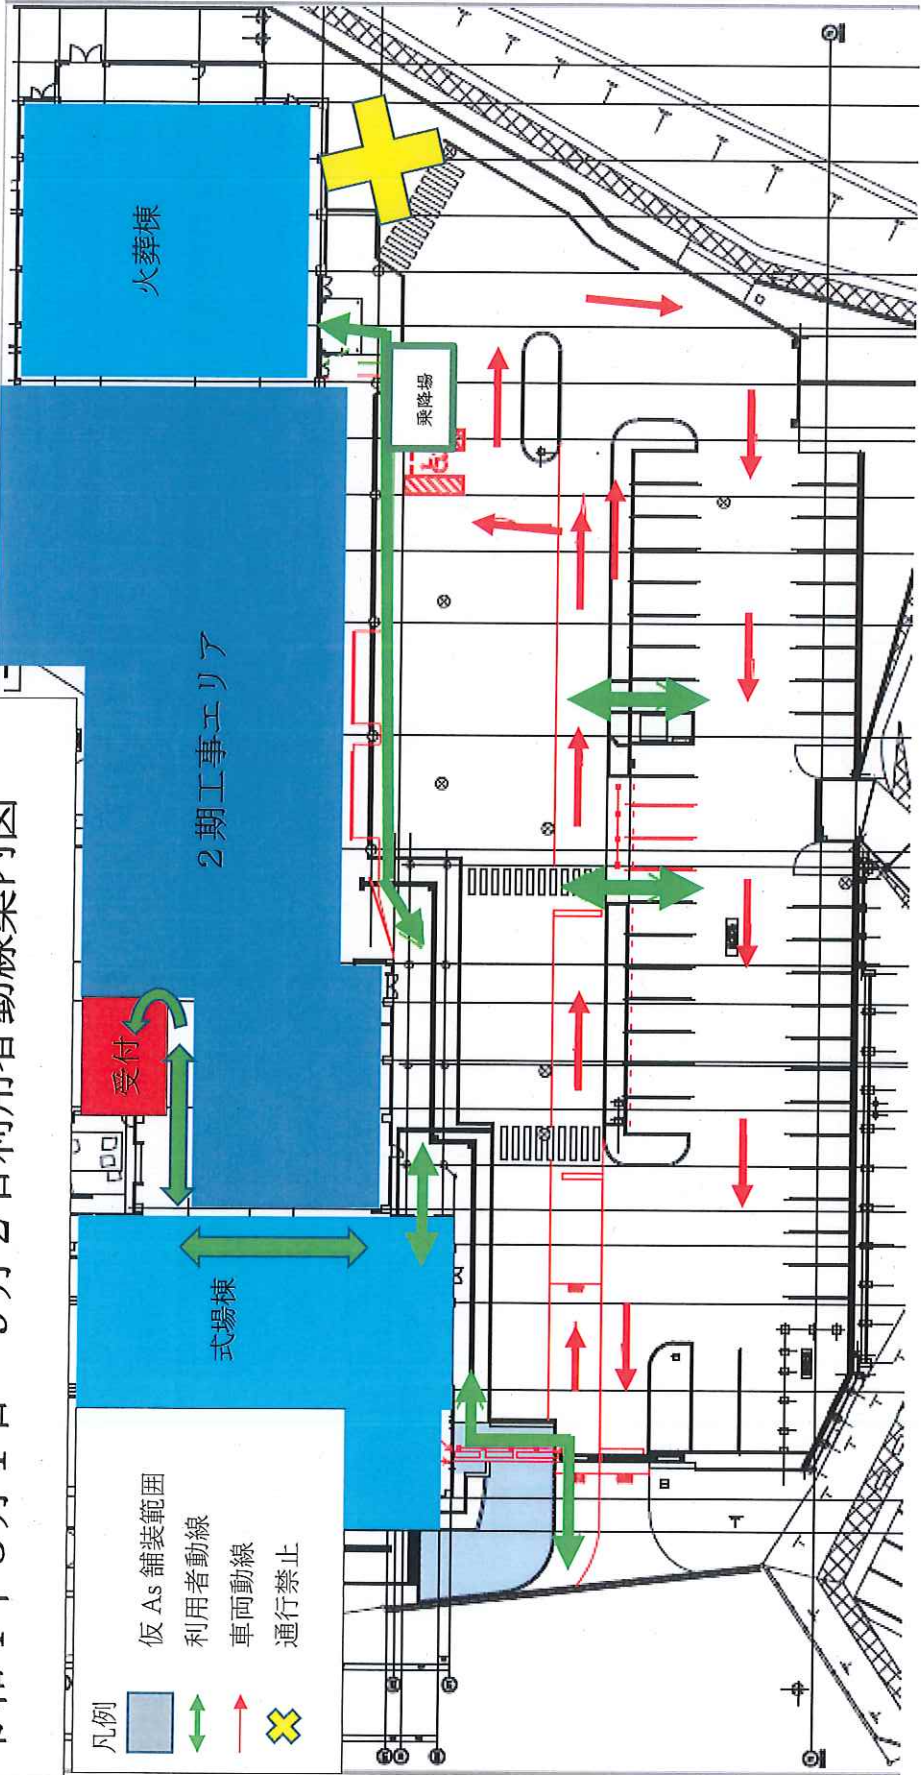 火葬棟
2期工事エリア
乗降場
受付
式場棟
凡例
仮 As 舗装範囲
利用者動線
車両動線
通行禁止